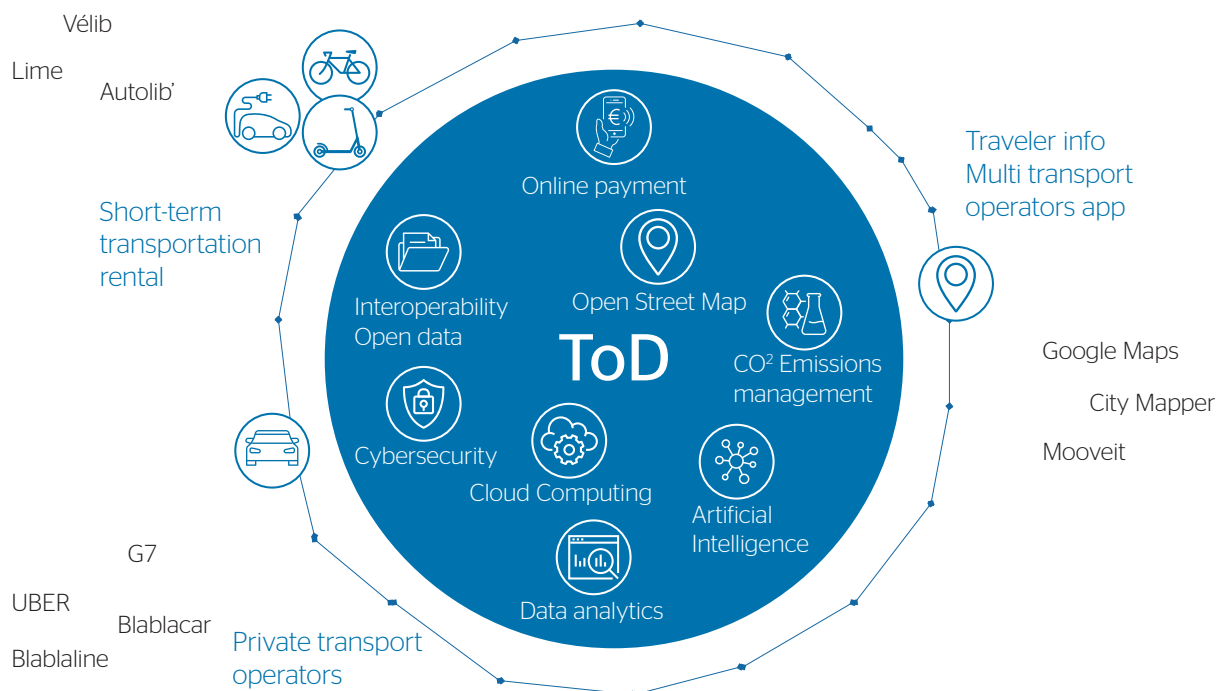 Vélib
Lime
Autolib’
Short-term
transportation
rental
€
Online payment
Interoperability
Open data
Open Street Map
ToD
CO² Emissions
management
Cybersecurity
Cloud Computing
Artificial
Intelligence
Data analytics
Traveler info
Multi transport
operators app
Google Maps
City Mapper
Mooveit
G7
UBER
Blablacar
Blablaline
Private transport
operators